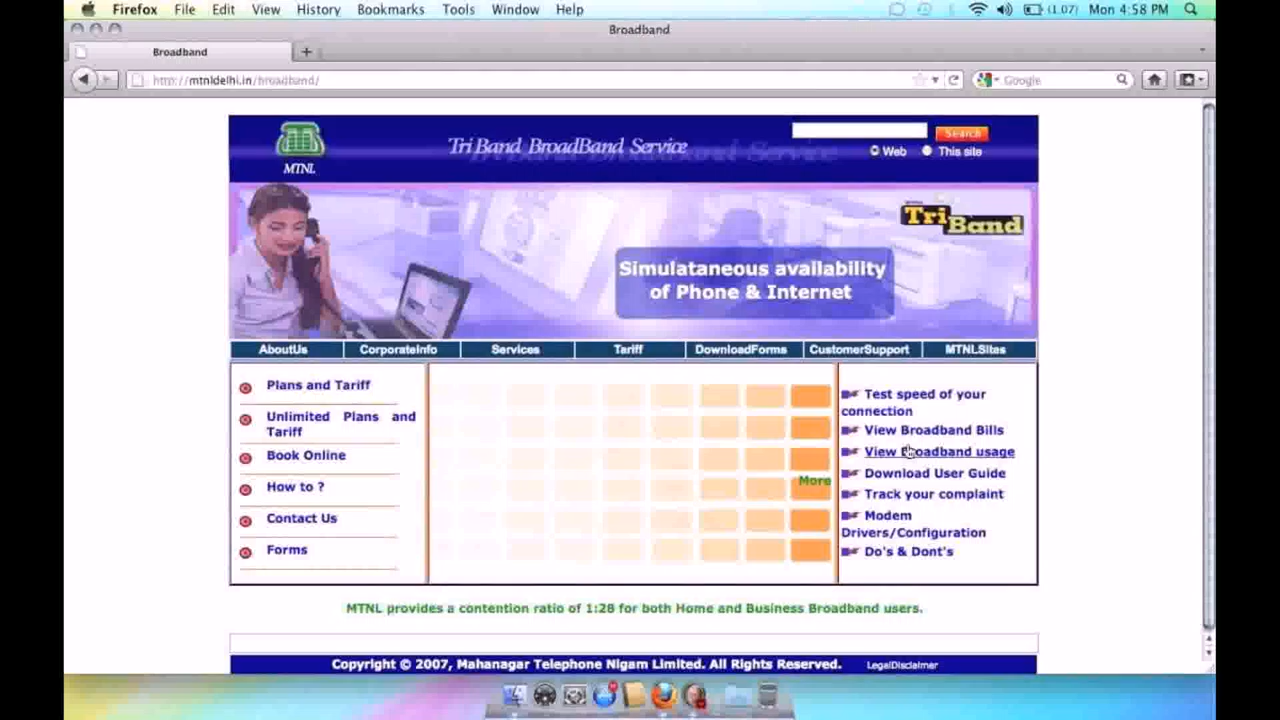 Firefox File Edit View History Bookmarks Tools Window Help (1.07) Mon 4:58 PM
Broadband
Broadband
http://mtnldelhi.in/broadband/ Google
MTNL
Tri Band BroadBand Service
Search
Web This site
TriBand
Simulataneous availability
of Phone & Internet
AboutUs CorporateInfo Services Tariff DownloadForms CustomerSupport MTNLSites
Plans and Tariff
Unlimited Plans and
Tariff
Book Online
How to ?
Contact Us
Forms
More
Test speed of your
connection
View Broadband Bills
View Broadband usage
Download User Guide
Track your complaint
Modem
Drivers/Configuration
Do's & Dont's
MTNL provides a contention ratio of 1:28 for both Home and Business Broadband users.
Copyright © 2007, Mahanagar Telephone Nigam Limited. All Rights Reserved. LegalDisclaimer